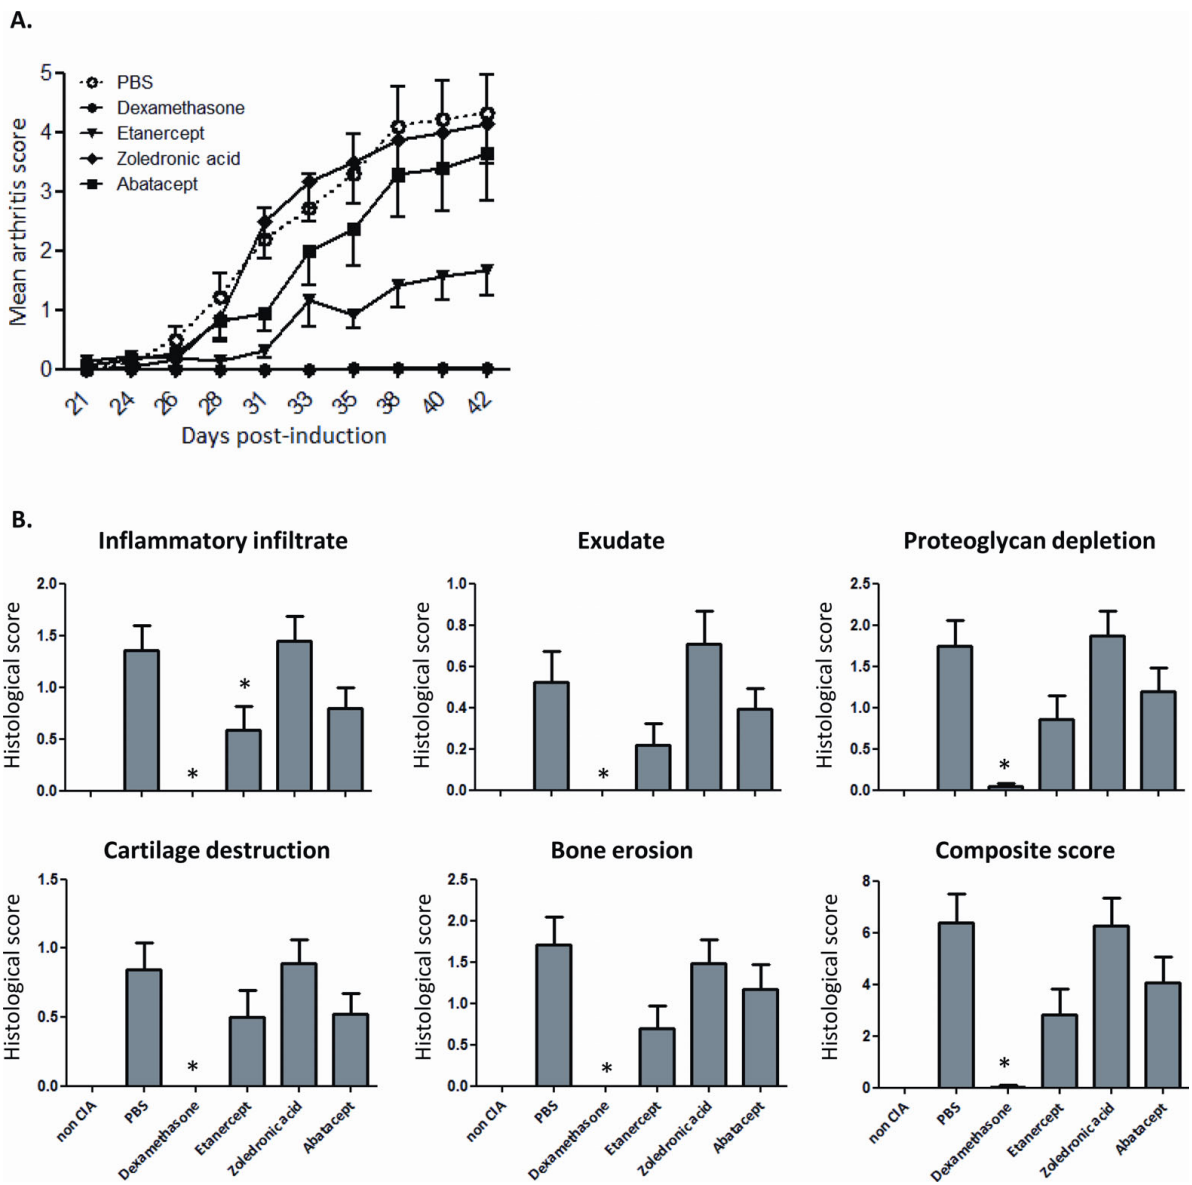 A.
Mean arthritis score
5
4
3
2
1
0
PBS
Dexamethasone
Etanercept
Zoledronic acid
Abatacept
21 24 26 28 31 33 35 38 40 42
Days post-induction
B.
Inflammatory infiltrate
Histological score
2.0
1.5
1.0
0.5
0.0
*
*
Exudate
Histological score
1.0
0.8
0.6
0.4
0.2
0.0
*
Proteoglycan depletion
Histological score
2.5
2.0
1.5
1.0
0.5
0.0
*
Cartilage destruction
Histological score
1.5
1.0
0.5
0.0
*
non CIA
PBS
Dexamethasone
Etanercept
Zoledronic acid
Abatacept
Bone erosion
Histological score
2.5
2.0
1.5
1.0
0.5
0.0
*
non CIA
PBS
Dexamethasone
Etanercept
Zoledronic acid
Abatacept
Composite score
Histological score
8
6
4
2
0
*
non CIA
PBS
Dexamethasone
Etanercept
Zoledronic acid
Abatacept